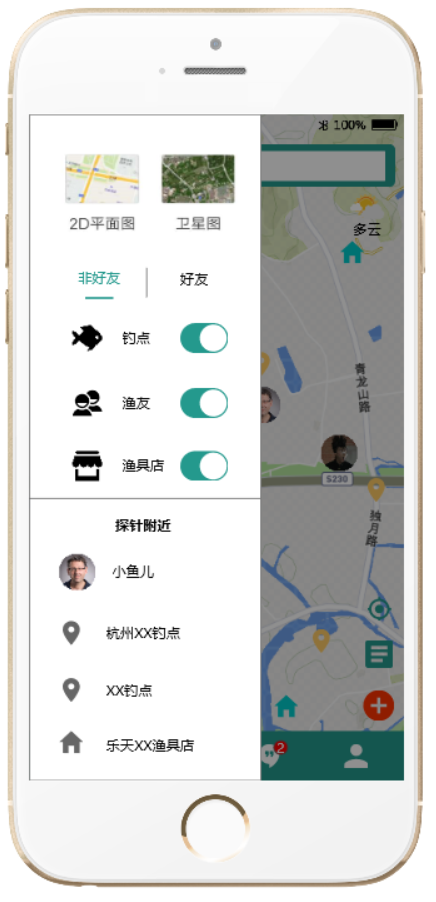 100%
2D平面图 卫星图
多云
非好友 好友
钓点
渔友
青龙山路
渔具店
S230
独月路
探针附近
小鱼儿
杭州XX钓点
XX钓点
乐天XX渔具店
2